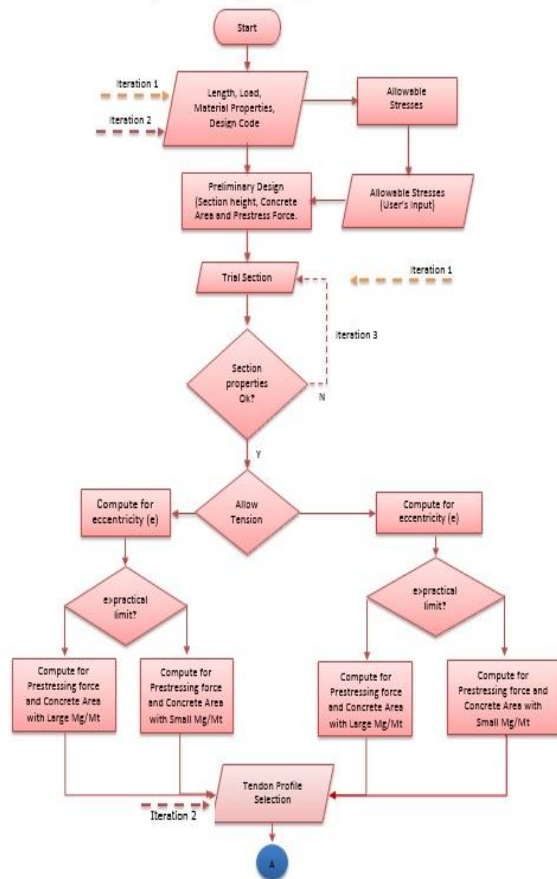 Start
Iteration 1
Iteration 2
Length, Load,
Material Properties,
Design Code
Allowable
Stresses
Preliminary Design
(Section height, Concrete
Area and Prestress Force.
Allowable Stresses
(User's Input)
Trial Section
Iteration 1
Iteration 3
Section
properties
Ok?
N
Y
Compute for
eccentricity (e)
Allow
Tension
Compute for
eccentricity (e)
e>practical
limit?
e>practical
limit?
Compute for
Prestressing force
and Concrete Area
with Large Mg/Mt
Compute for
Prestressing force
and Concrete Area
with Small Mg/Mt
Compute for
Prestressing force
and Concrete Area
with Large Mg/Mt
Compute for
Prestressing force and
Concrete Area with
Small Mg/Mt
Tendon Profile
Selection
Iteration 2
A